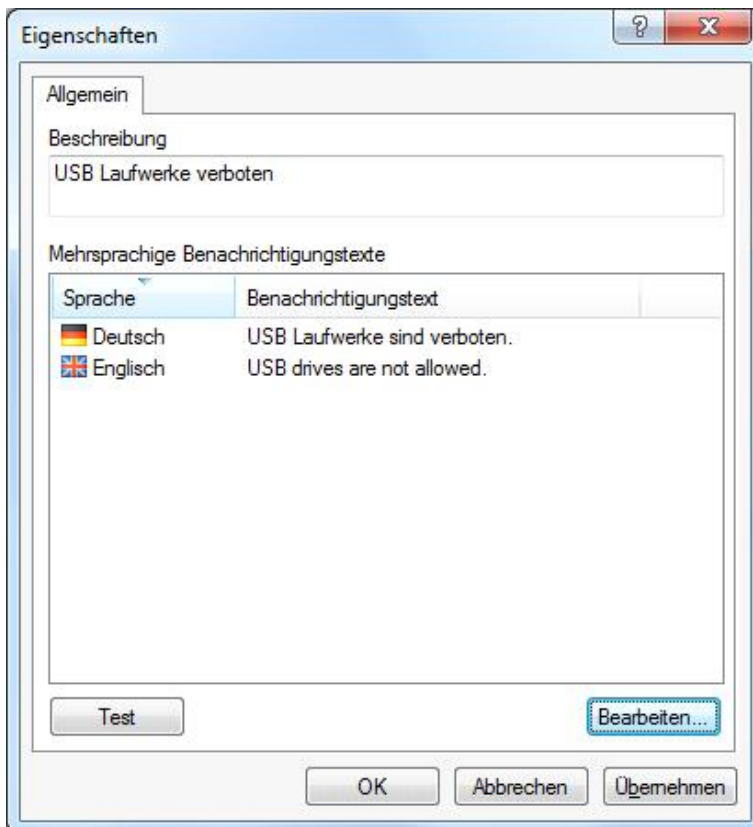 Eigenschaften
Allgemein
Beschreibung
USB Laufwerke verboten
Mehrsprachige Benachrichtigungstexte
Sprache Benachrichtigungstext
Deutsch USB Laufwerke sind verboten.
Englisch USB drives are not allowed.
Test Bearbeiten...
OK Abbrechen Übernehmen